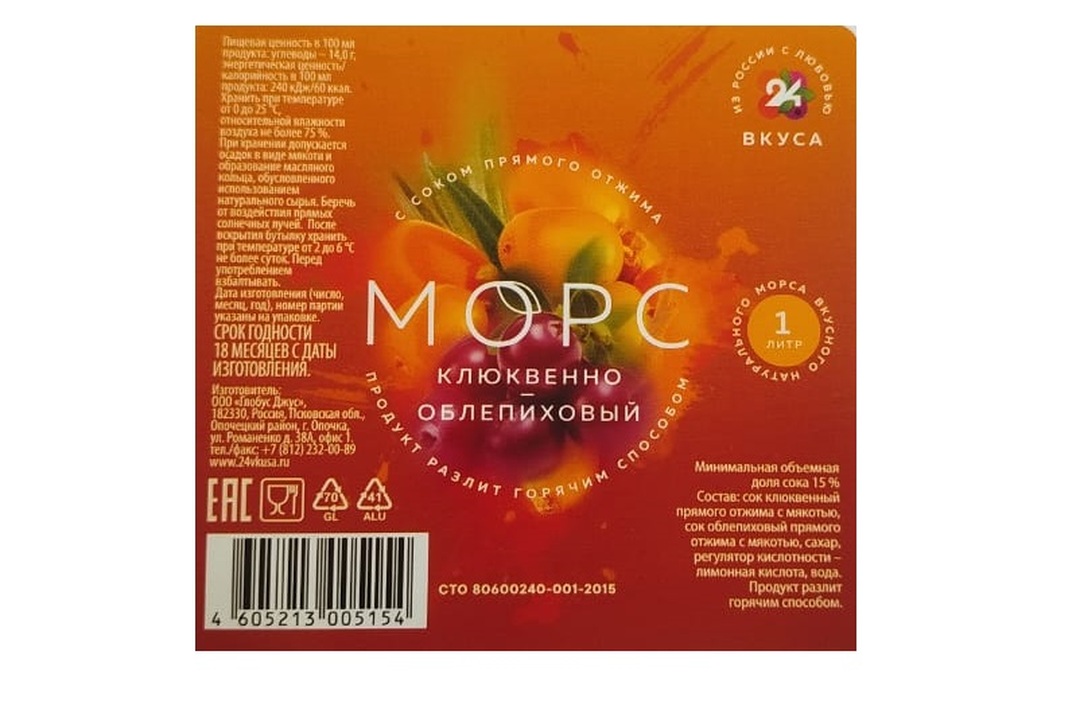 Пищевая ценность в 100 мл
продукта: углеводы – 14,0 г,
энергетическая ценность/
калорийность в 100 мл
продукта: 240 кДж/60 ккал.
Хранить при температуре
от 0 до 25 °C,
относительной влажности
воздуха не более 75 %.
При хранении допускается
осадок в виде мякоти и
образование масляного
кольца, обусловленного
использованием
натурального сырья. Беречь
от воздействия прямых
солнечных лучей. После
вскрытия бутылку хранить
при температуре от 2 до 6 °C
не более суток. Перед
употреблением
взбалтывать.
Дата изготовления (число,
месяц, год), номер партии
указаны на упаковке.
СРОК ГОДНОСТИ
18 МЕСЯЦЕВ С ДАТЫ
ИЗГОТОВЛЕНИЯ.
Изготовитель:
ООО «Глобус Джус»,
182330, Россия, Псковская обл.,
Опочецкий район, г. Опочка,
ул. Романенко д. 38А, офис 1.
тел./факс: +7 (812) 232-00-89
www.24vkusa.ru
EAC
70
GL
41
ALU
4 605213 005154
С СОКОМ ПРЯМОГО ОТЖИМА
МОРС
КЛЮКВЕННО
–
ОБЛЕПИХОВЫЙ
ПРОДУКТ РАЗЛИТ ГОРЯЧИМ СПОСОБОМ
СТО 80600240-001-2015
ИЗ РОССИИ С ЛЮБОВЬЮ
24
ВКУСА
НАТУРАЛЬНОГО МОРСА ВКУСНОГО
1
ЛИТР
Минимальная объемная
доля сока 15 %
Состав: сок клюквенный
прямого отжима с мякотью,
сок облепиховый прямого
отжима с мякотью, сахар,
регулятор кислотности –
лимонная кислота, вода.
Продукт разлит
горячим способом.